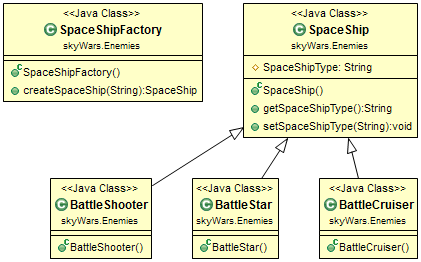 <<Java Class>>
SpaceShipFactory
skyWars.Enemies
SpaceShipFactory()
createSpaceShip(String):SpaceShip
<<Java Class>>
SpaceShip
skyWars.Enemies
SpaceShipType: String
SpaceShip()
getSpaceShipType():String
setSpaceShipType(String):void
<<Java Class>>
BattleShooter
skyWars.Enemies
BattleShooter()
<<Java Class>>
BattleStar
skyWars.Enemies
BattleStar()
<<Java Class>>
BattleCruiser
skyWars.Enemies
BattleCruiser()